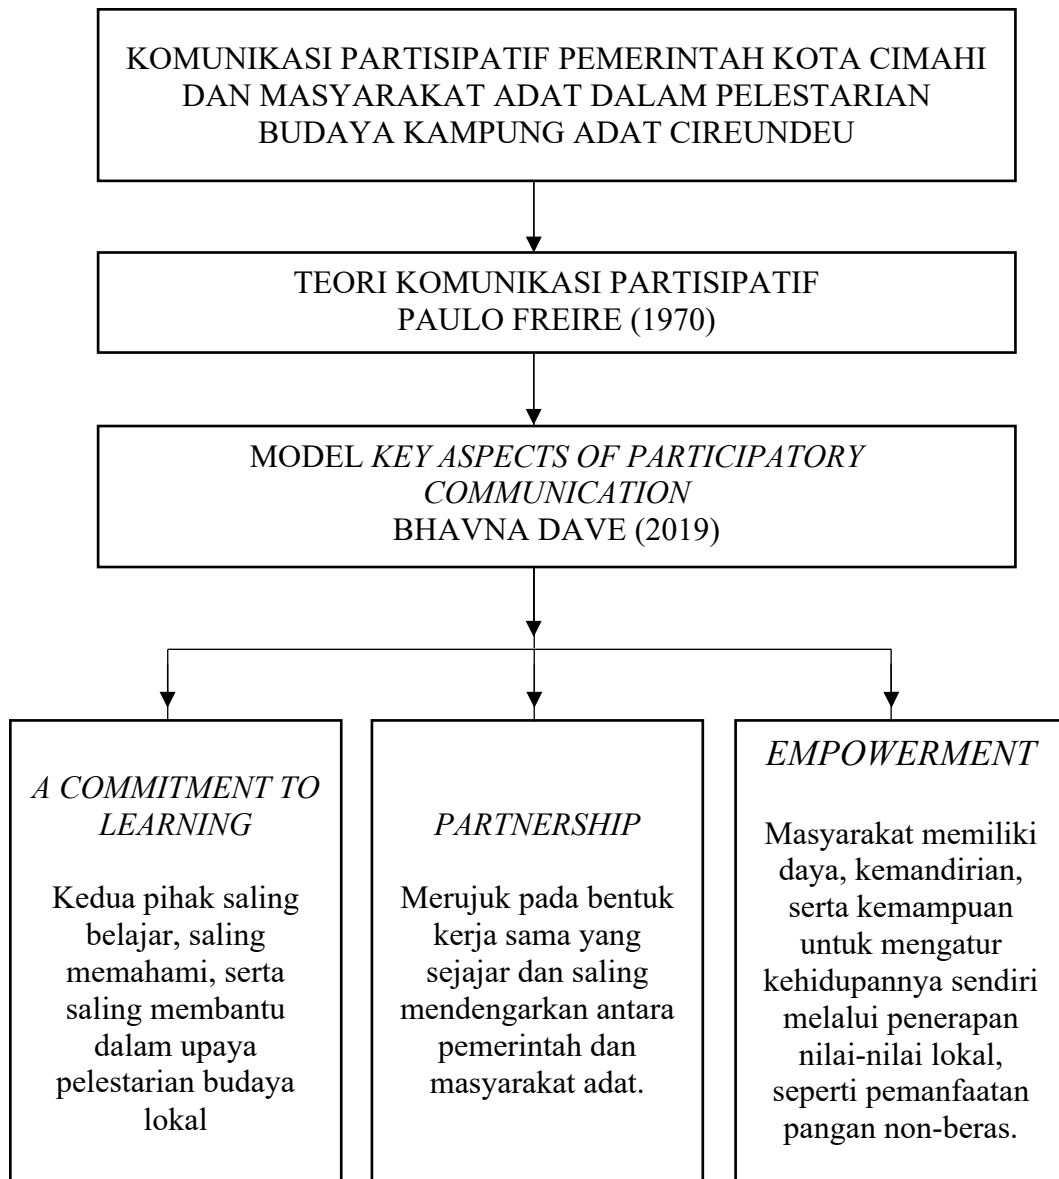 KOMUNIKASI PARTISIPATIF PEMERINTAH KOTA CIMAHI
DAN MASYARAKAT ADAT DALAM PELESTARIAN
BUDAYA KAMPUNG ADAT CIREUNDEU
TEORI KOMUNIKASI PARTISIPATIF
PAULO FREIRE (1970)
MODEL KEY ASPECTS OF PARTICIPATORY
COMMUNICATION
BHAVNA DAVE (2019)
A COMMITMENT TO
LEARNING
Kedua pihak saling
belajar, saling
memahami, serta
saling membantu
dalam upaya
pelestarian budaya
lokal
PARTNERSHIP
Merujuk pada bentuk
kerja sama yang
sejajar dan saling
mendengarkan antara
pemerintah dan
masyarakat adat.
EMPOWERMENT
Masyarakat memiliki
daya, kemandirian,
serta kemampuan
untuk mengatur
kehidupannya sendiri
melalui penerapan
nilai-nilai lokal,
seperti pemanfaatan
pangan non-beras.